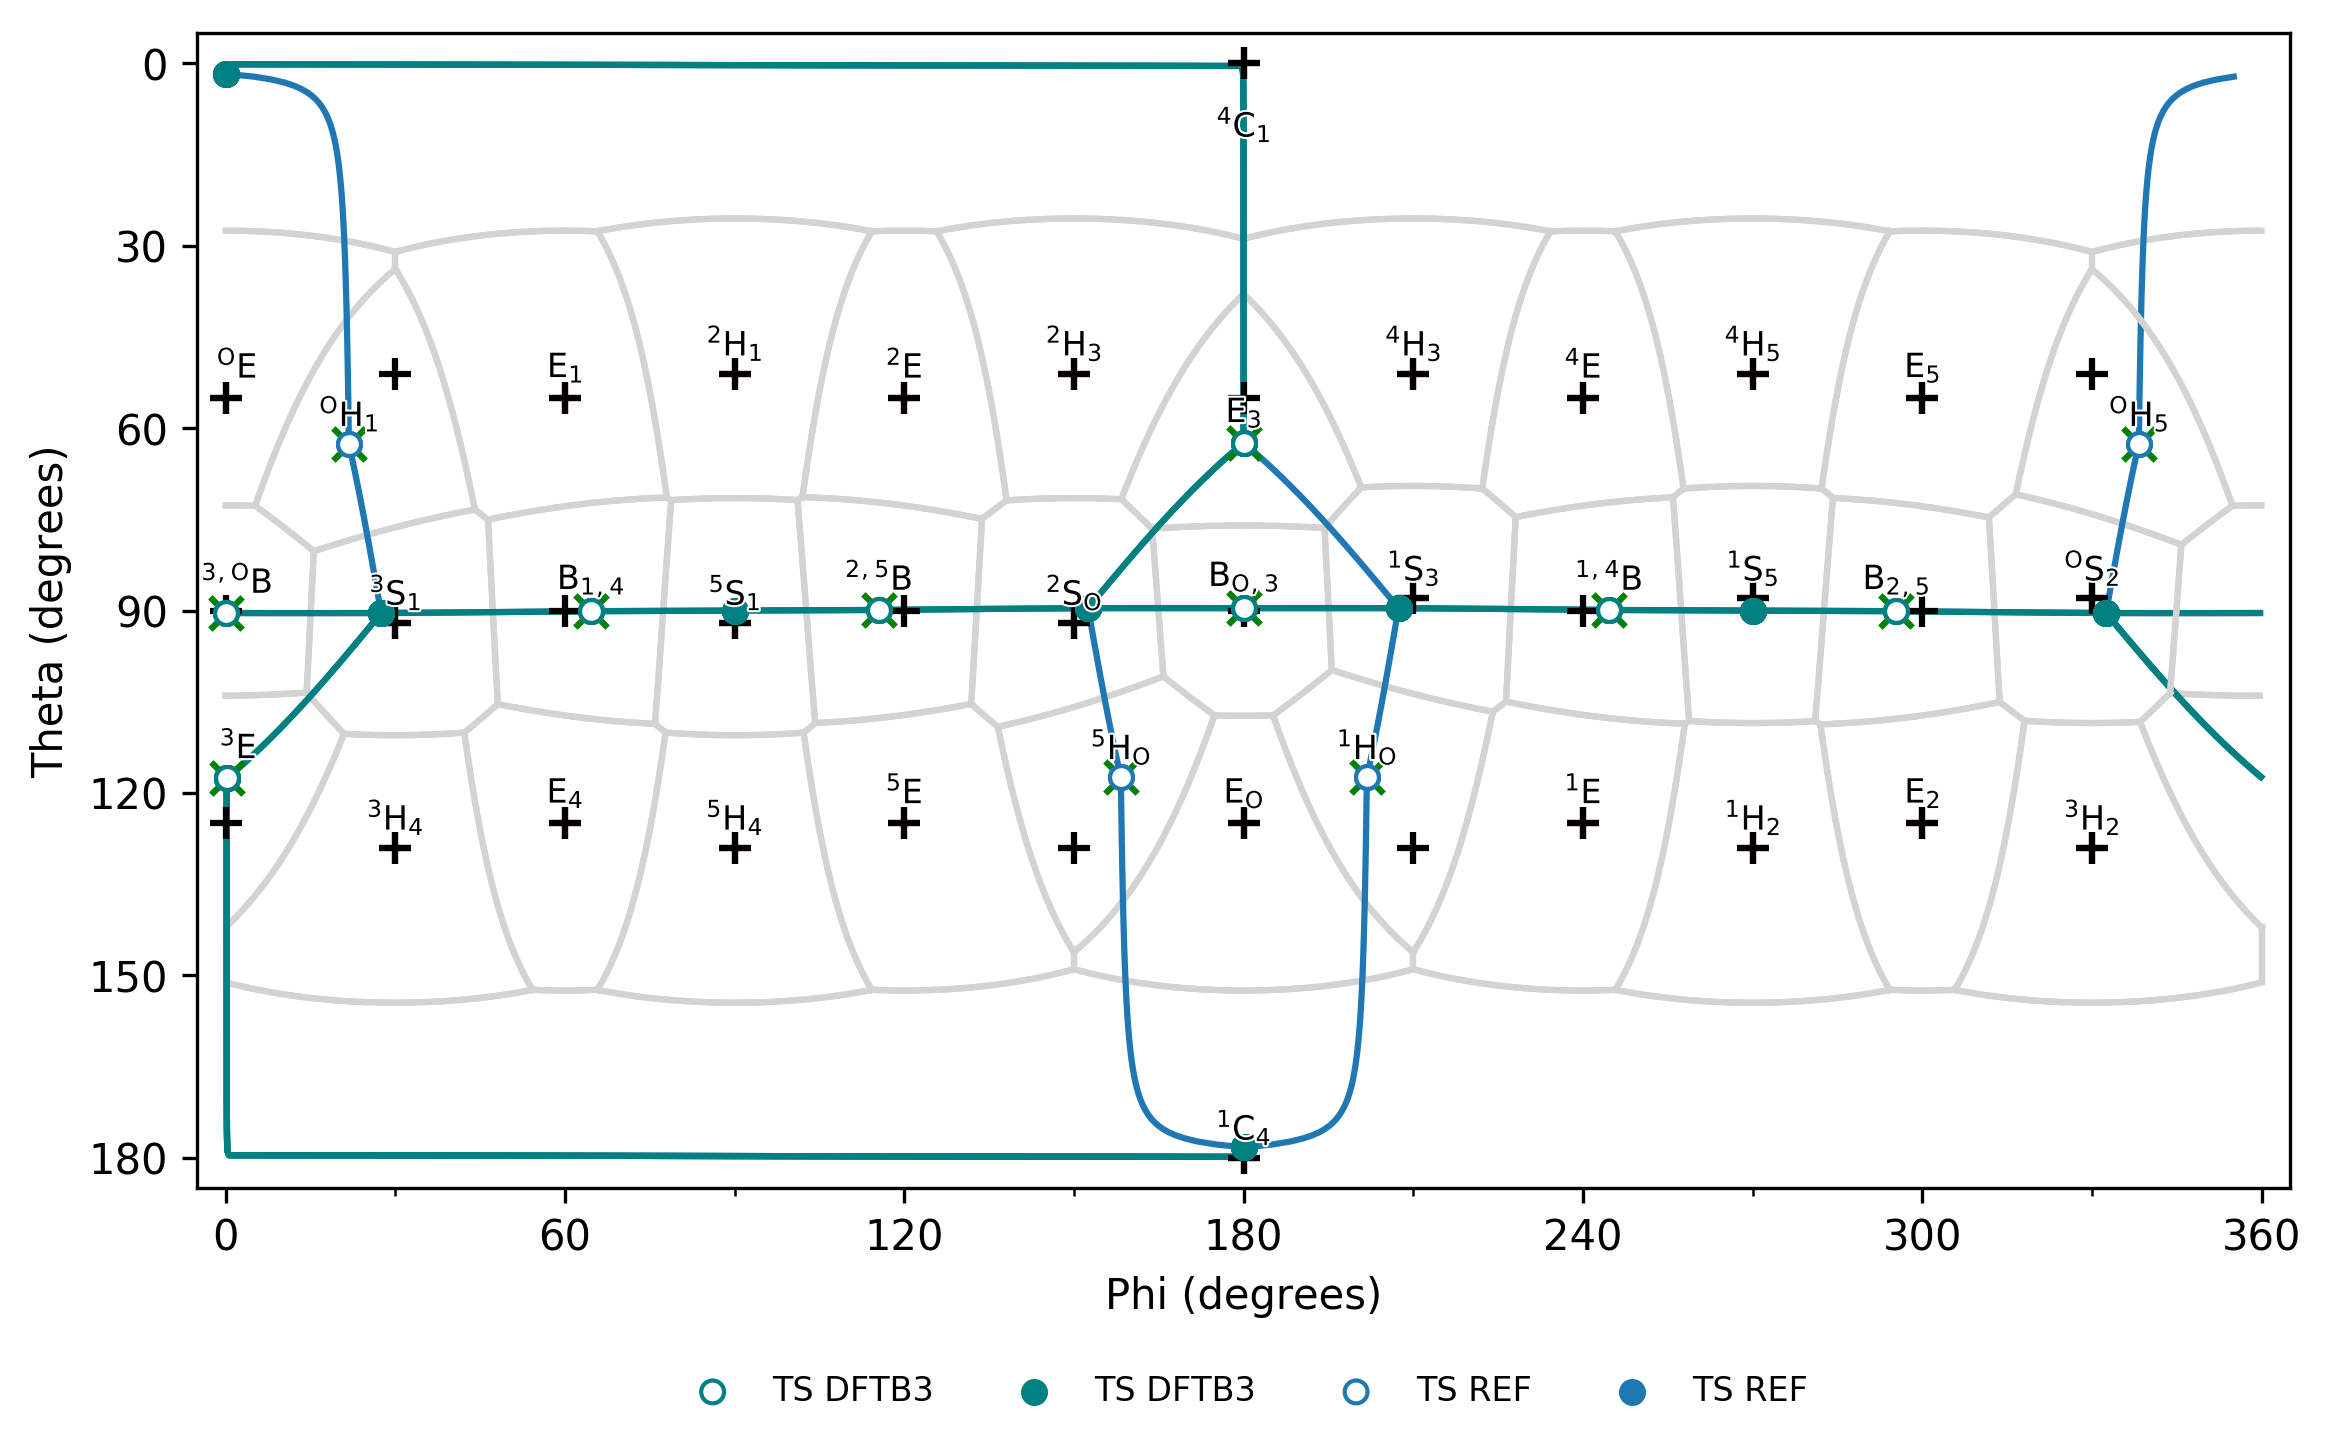 0
⁴C₁
30
ᴼE E₁ ²H₁ ²E ²H₃ ⁴H₃ ⁴E ⁴H₅ E₅
60
ᴼH₁ E₃ ᴼH₅
90
³,ᴼB ³S₁ B₁,₄ ⁵S₁ ²,⁵B ²Sₒ Bₒ,₃ ¹S₃ ¹,⁴B ¹S₅ B₂,₅ ᴼS₂
³E ⁵Hₒ ¹Hₒ
120
³H₄ E₄ ⁵H₄ ⁵E Eₒ ¹E ¹H₂ E₂ ³H₂
150
¹C₄
180
Theta (degrees)
0 60 120 180 240 300 360
Phi (degrees)
TS DFTB3 TS DFTB3 TS REF TS REF